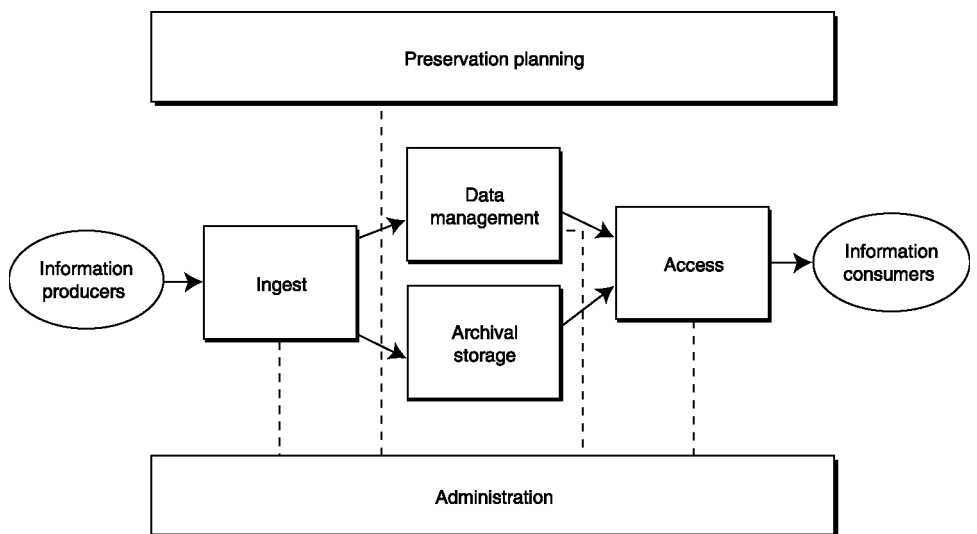 Preservation planning
Data
management
Information
producers
Ingest
Access
Information
consumers
Archival
storage
Administration